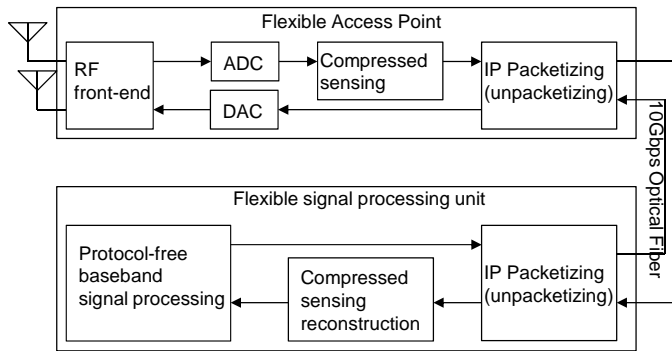 Flexible Access Point
RF
front-end
ADC
Compressed
sensing
IP Packetizing
(unpacketizing)
DAC
10Gbps Optical Fiber
Flexible signal processing unit
Protocol-free
baseband
signal processing
Compressed
sensing
reconstruction
IP Packetizing
(unpacketizing)